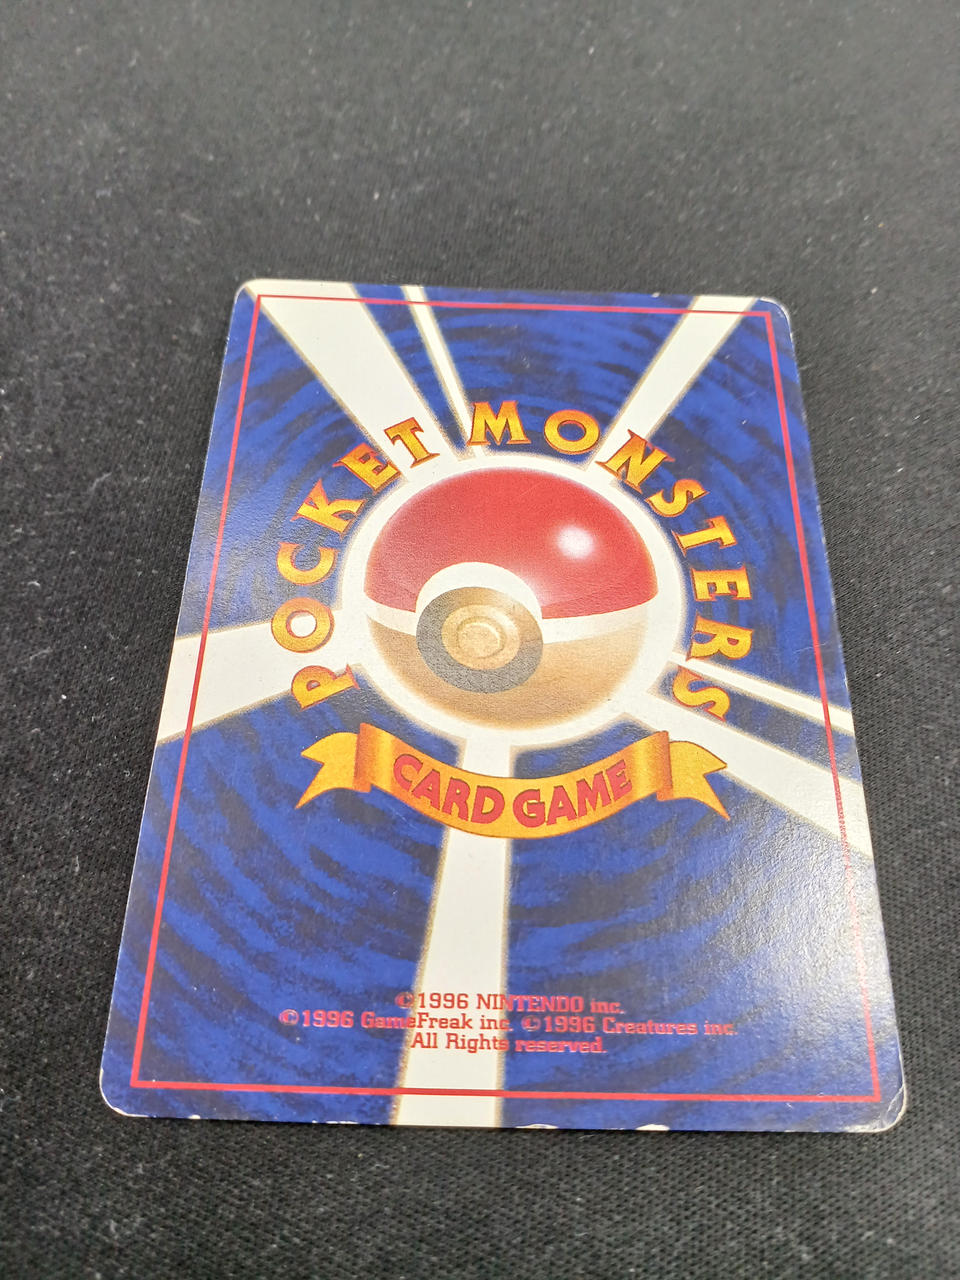 POCKET MONSTERS
CARD GAME
©1996 NINTENDO inc.
©1996 GameFreak inc. ©1996 Creatures inc.
All Rights reserved.